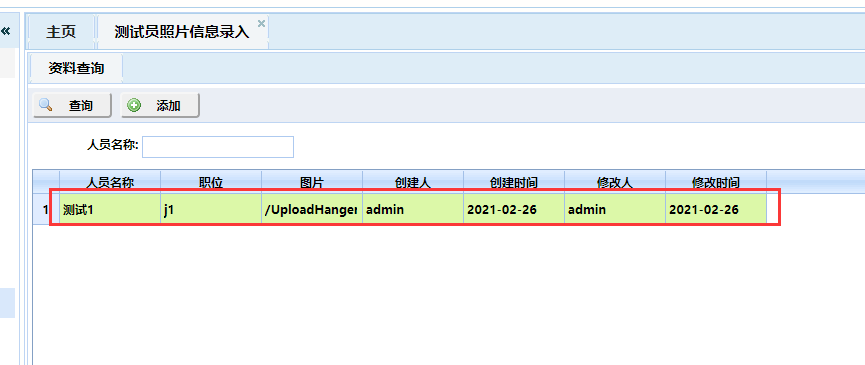 «
主页 测试员照片信息录入 ×
资料查询
查询 添加
人员名称:
人员名称 职位 图片 创建人 创建时间 修改人 修改时间
1 测试1 j1 /UploadHanger admin 2021-02-26 admin 2021-02-26